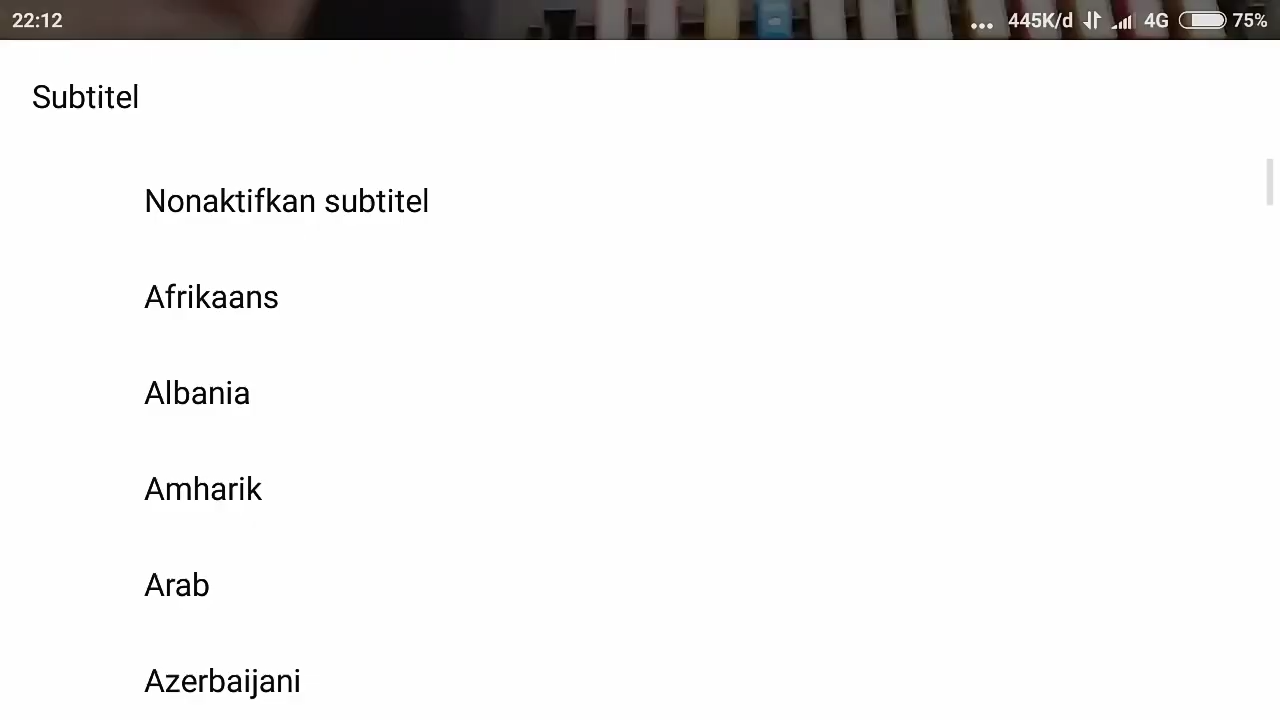 22:12 ... 445K/d 4G 75%
Subtitel
Nonaktifkan subtitel
Afrikaans
Albania
Amharik
Arab
Azerbaijani